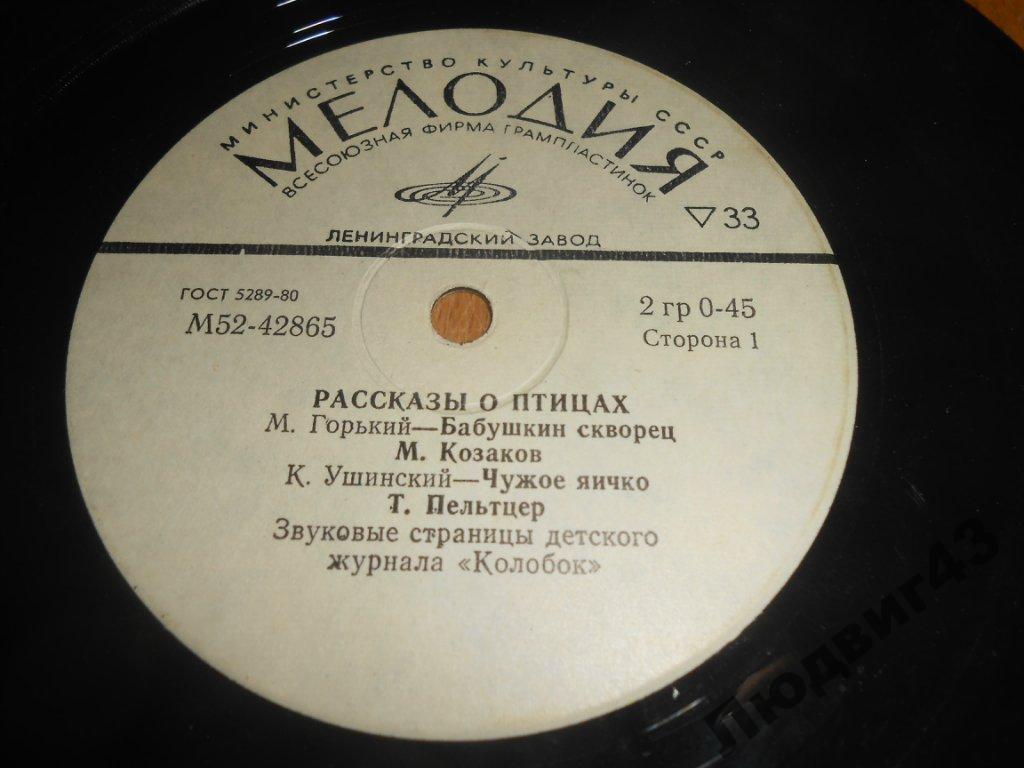 МИНИСТЕРСТВО КУЛЬТУРЫ СССР
МЕЛОДИЯ
ВСЕСОЮЗНАЯ ФИРМА ГРАМПЛАСТИНОК
▽33
ЛЕНИНГРАДСКИЙ ЗАВОД
ГОСТ 5289-80
М52-42865
2 гр 0-45
Сторона 1
РАССКАЗЫ О ПТИЦАХ
М. Горький—Бабушкин скворец
М. Козаков
К. Ушинский—Чужое яичко
Т. Пельтцер
Звуковые страницы детского
журнала «Колобок»
Людвиг43